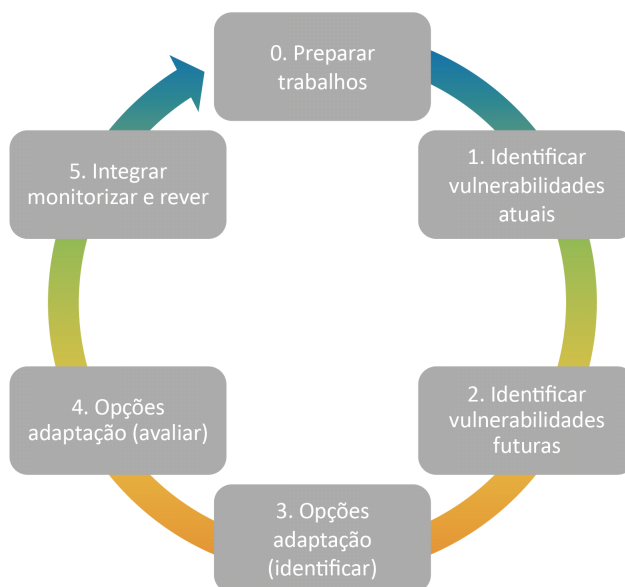 0. Preparar
trabalhos
1. Identificar
vulnerabilidades
atuais
2. Identificar
vulnerabilidades
futuras
3. Opções
adaptação
(identificar)
4. Opções
adaptação (avaliar)
5. Integrar
monitorizar e rever